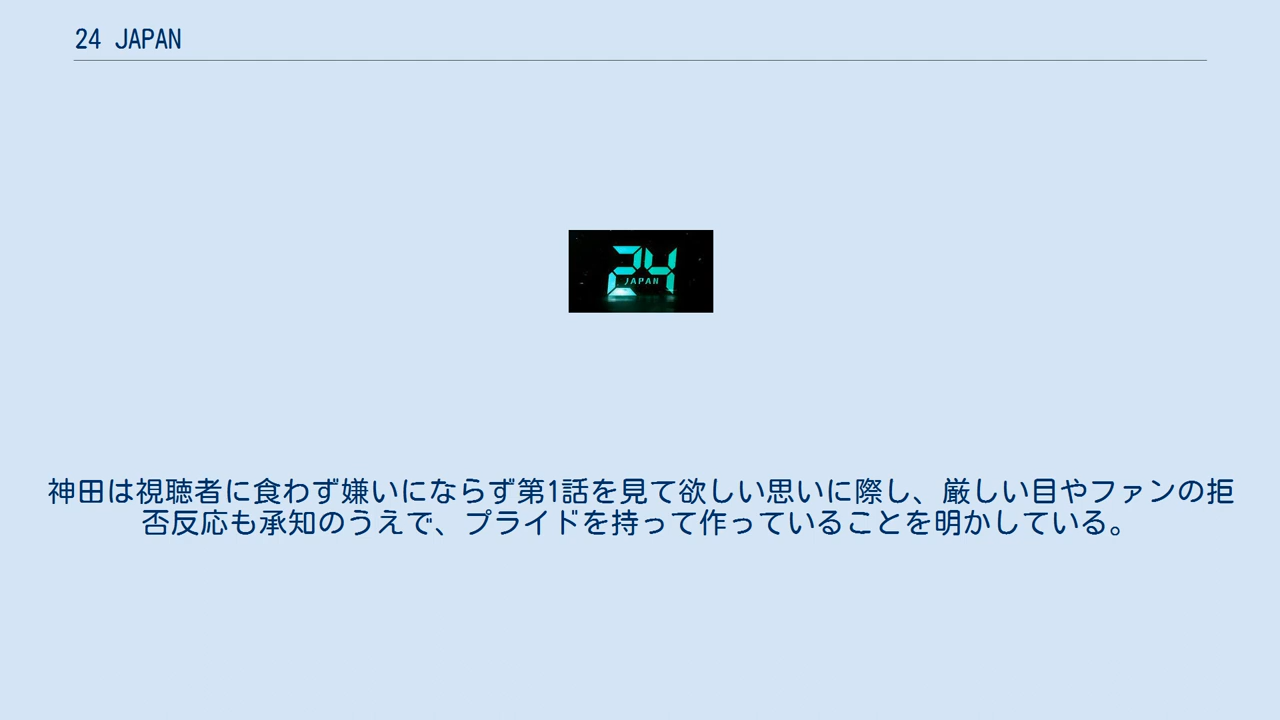 24 JAPAN
24
JAPAN
神田は視聴者に食わず嫌いにならず第1話を見て欲しい思いに際し、厳しい目やファンの拒
否反応も承知のうえで、プライドを持って作っていることを明かしている。